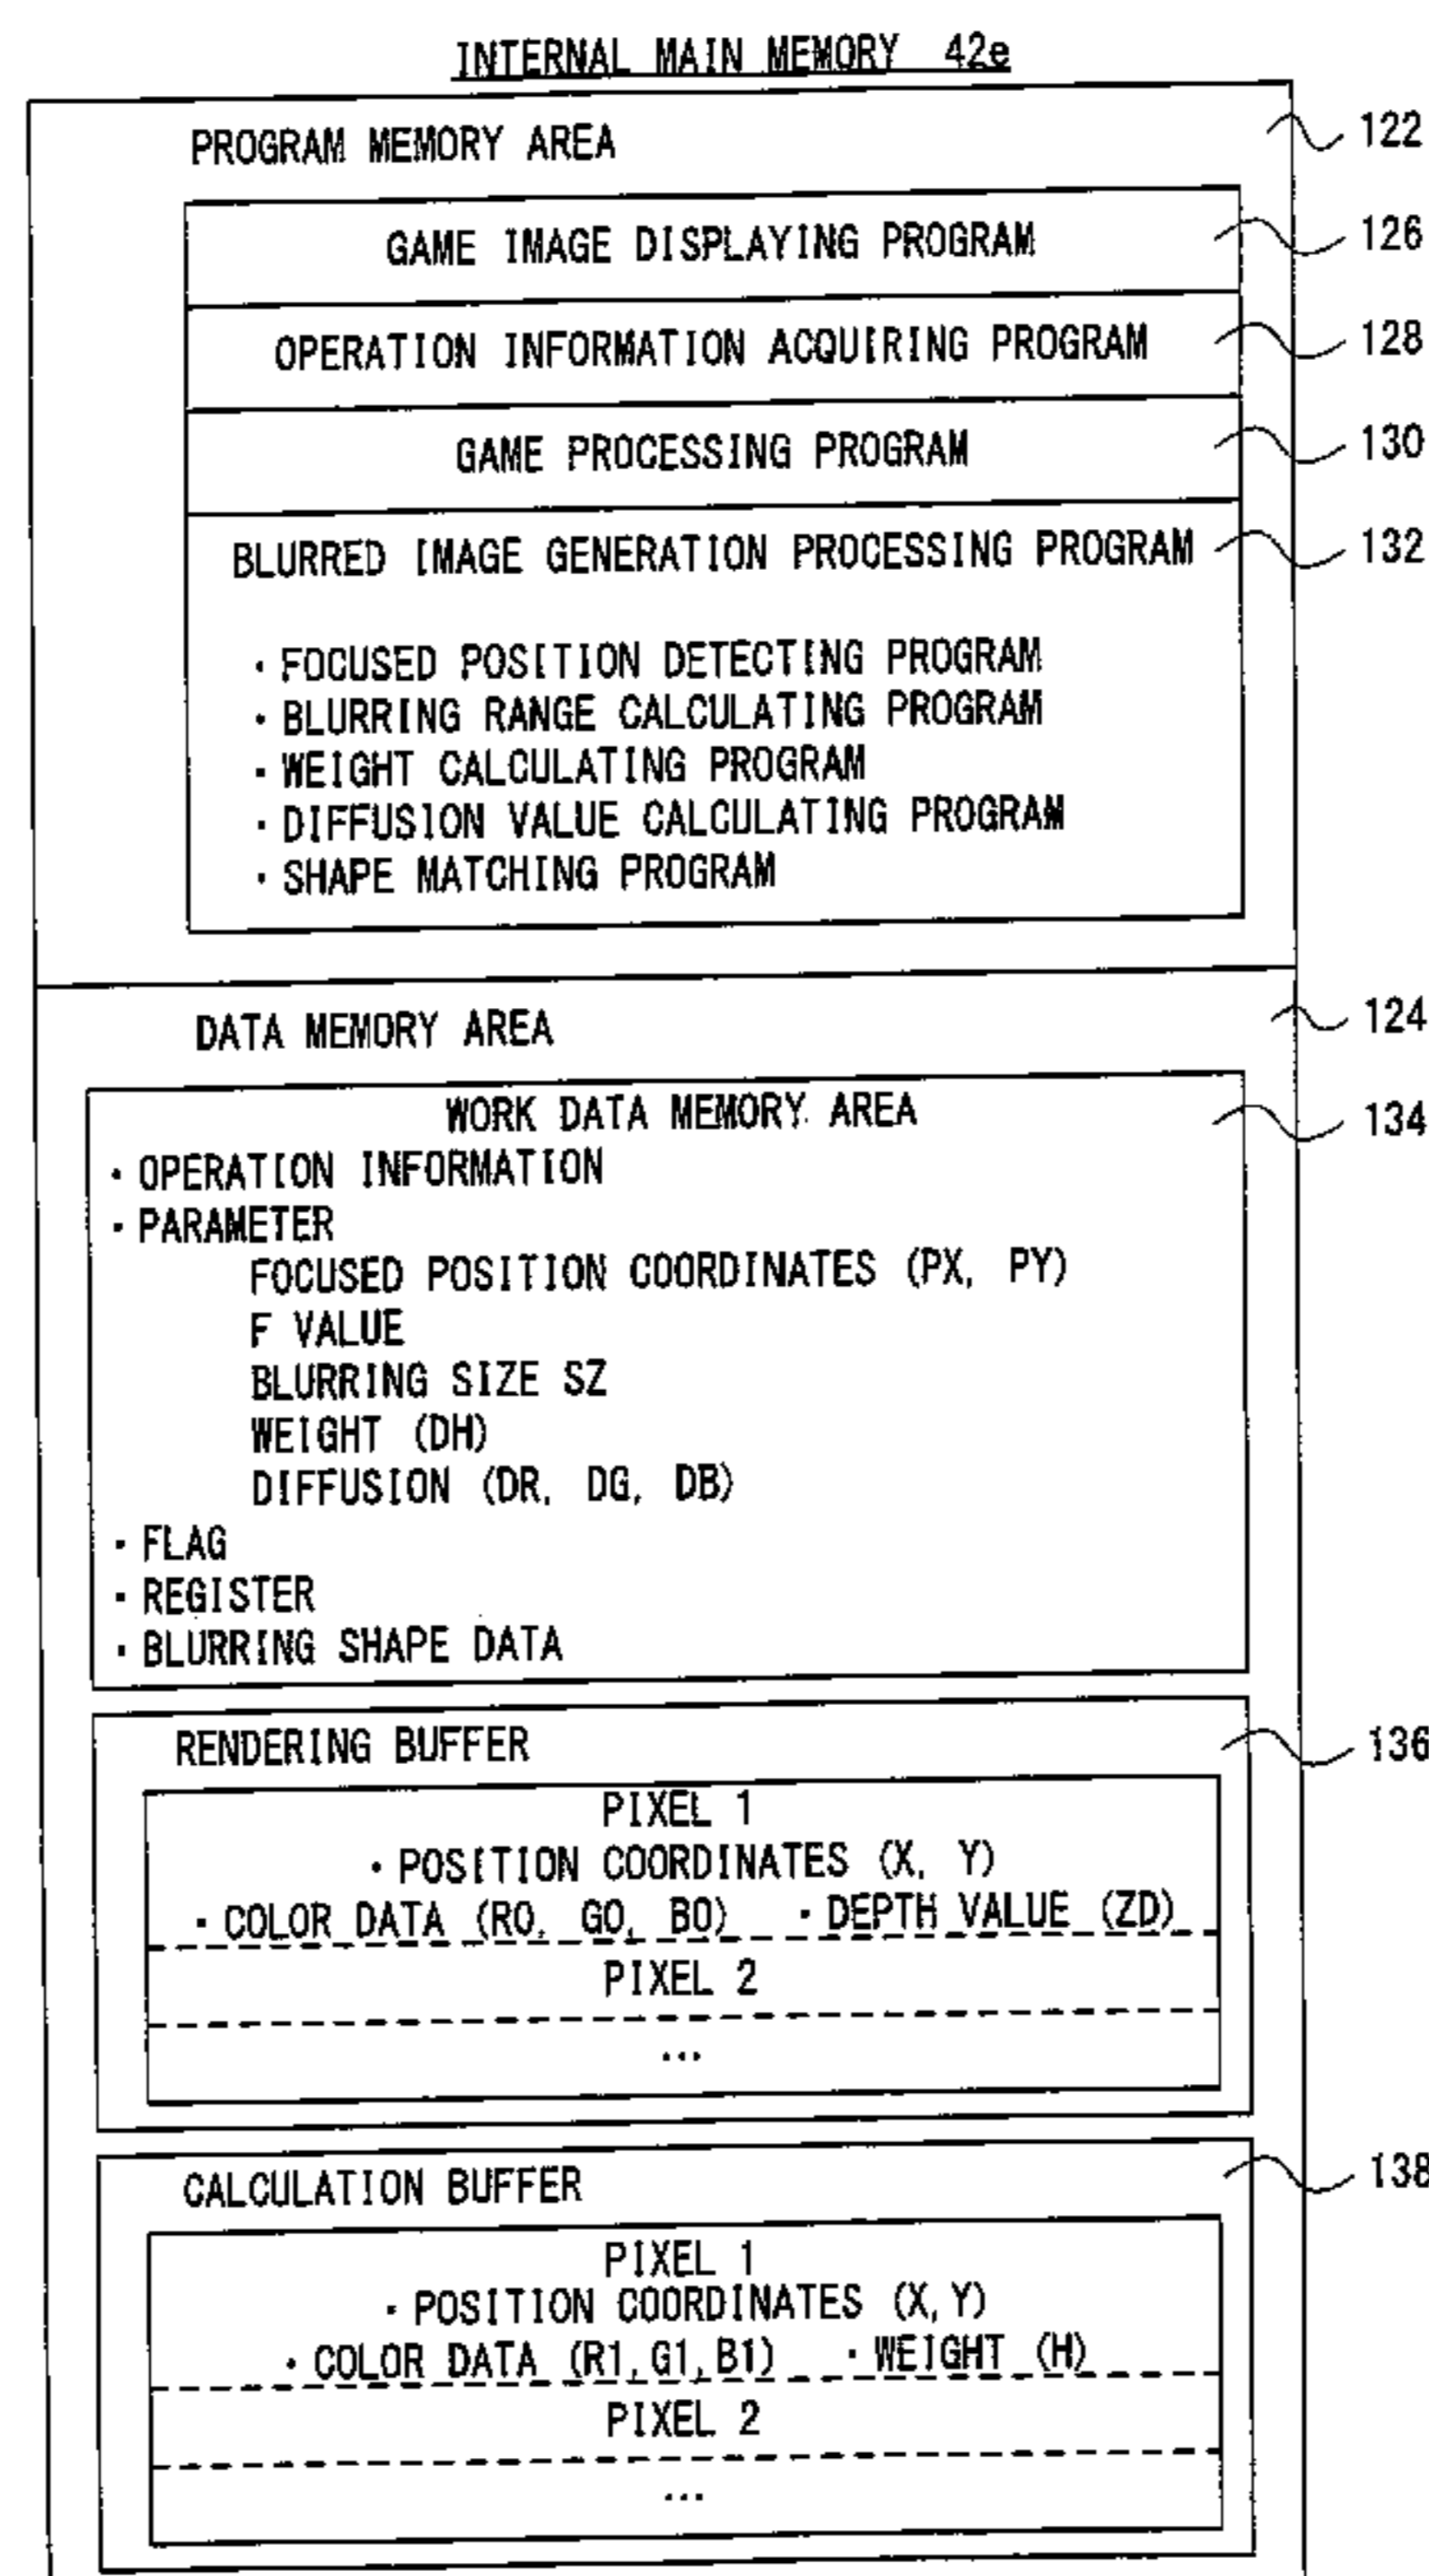 INTERNAL MAIN MEMORY 42e
PROGRAM MEMORY AREA 122
GAME IMAGE DISPLAYING PROGRAM 126
OPERATION INFORMATION ACQUIRING PROGRAM 128
GAME PROCESSING PROGRAM 130
BLURRED IMAGE GENERATION PROCESSING PROGRAM 132
・FOCUSED POSITION DETECTING PROGRAM
・BLURRING RANGE CALCULATING PROGRAM
・WEIGHT CALCULATING PROGRAM
・DIFFUSION VALUE CALCULATING PROGRAM
・SHAPE MATCHING PROGRAM
DATA MEMORY AREA 124
WORK DATA MEMORY AREA 134
・OPERATION INFORMATION
・PARAMETER
FOCUSED POSITION COORDINATES (PX, PY)
F VALUE
BLURRING SIZE SZ
WEIGHT (DH)
DIFFUSION (DR, DG, DB)
・FLAG
・REGISTER
・BLURRING SHAPE DATA
RENDERING BUFFER 136
PIXEL 1
・POSITION COORDINATES (X, Y)
・COLOR DATA (R0, G0, B0) ・DEPTH VALUE (ZD)
PIXEL 2
...
CALCULATION BUFFER 138
PIXEL 1
・POSITION COORDINATES (X,Y)
・COLOR DATA (R1,G1,B1) ・WEIGHT (H)
PIXEL 2
...